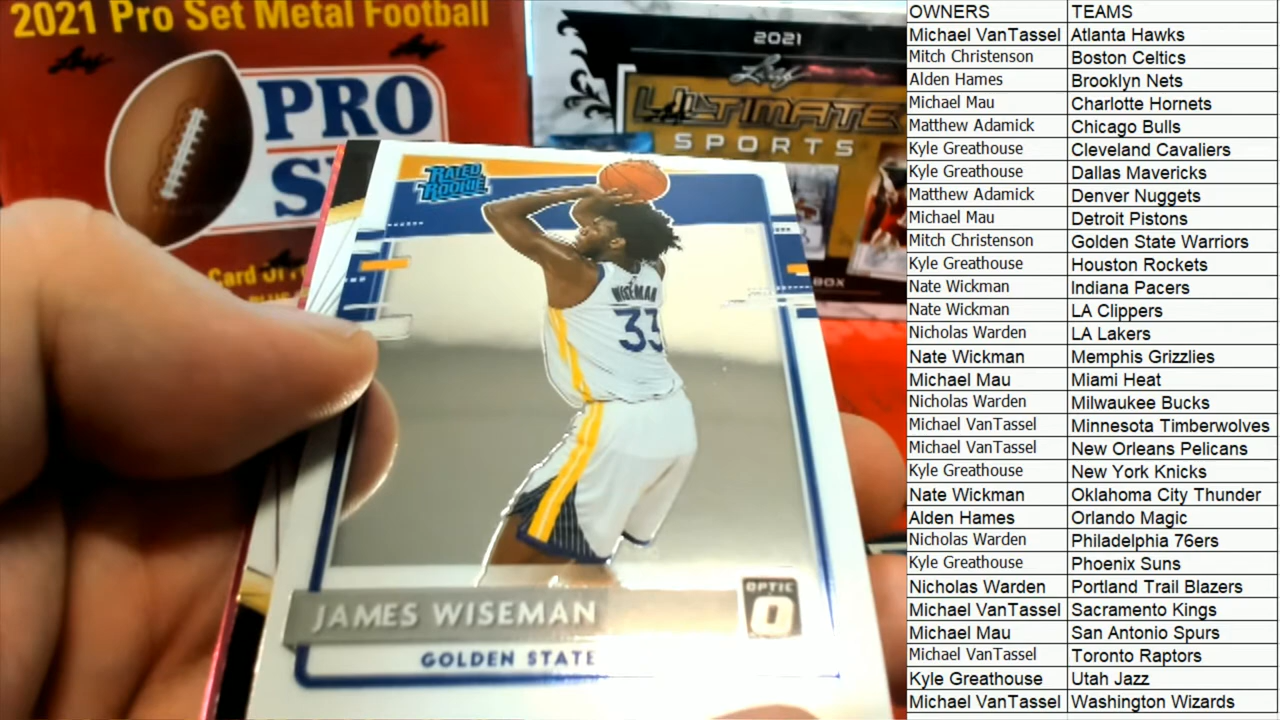 2021 Pro Set Metal Football
Leaf
PRO
Card Of
2021
Leaf
ULTIMATE
SPORTS
BOX
RATED
ROOKIE
WISEMAN
33
JAMES WISEMAN
OPTIC
GOLDEN STATE
OWNERS TEAMS
Michael VanTassel Atlanta Hawks
Mitch Christenson Boston Celtics
Alden Hames Brooklyn Nets
Michael Mau Charlotte Hornets
Matthew Adamick Chicago Bulls
Kyle Greathouse Cleveland Cavaliers
Kyle Greathouse Dallas Mavericks
Matthew Adamick Denver Nuggets
Michael Mau Detroit Pistons
Mitch Christenson Golden State Warriors
Kyle Greathouse Houston Rockets
Nate Wickman Indiana Pacers
Nate Wickman LA Clippers
Nicholas Warden LA Lakers
Nate Wickman Memphis Grizzlies
Michael Mau Miami Heat
Nicholas Warden Milwaukee Bucks
Michael VanTassel Minnesota Timberwolves
Michael VanTassel New Orleans Pelicans
Kyle Greathouse New York Knicks
Nate Wickman Oklahoma City Thunder
Alden Hames Orlando Magic
Nicholas Warden Philadelphia 76ers
Kyle Greathouse Phoenix Suns
Nicholas Warden Portland Trail Blazers
Michael VanTassel Sacramento Kings
Michael Mau San Antonio Spurs
Michael VanTassel Toronto Raptors
Kyle Greathouse Utah Jazz
Michael VanTassel Washington Wizards